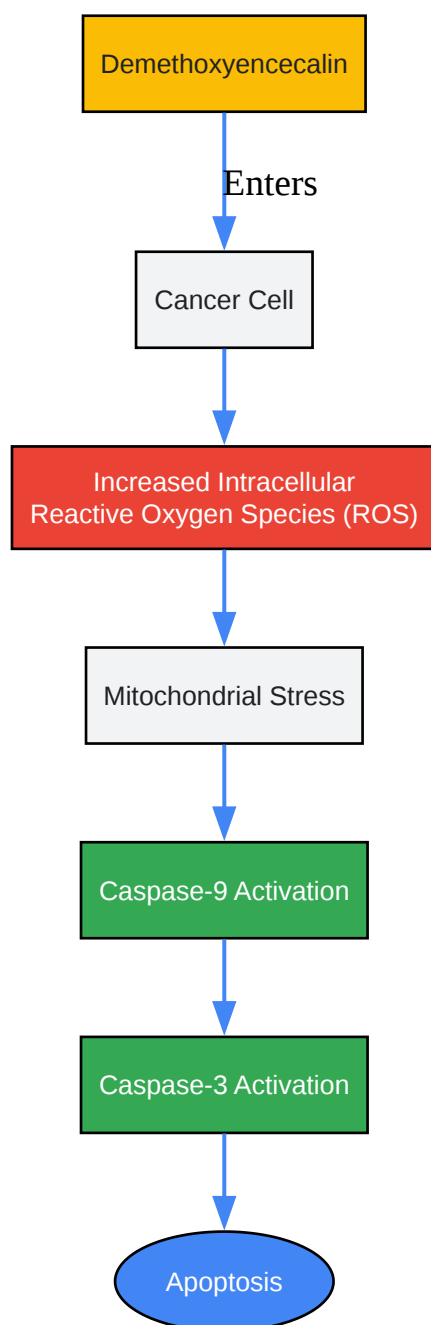 Demethoxyencecalin
Enters
Cancer Cell
Increased Intracellular
Reactive Oxygen Species (ROS)
Mitochondrial Stress
Caspase-9 Activation
Caspase-3 Activation
Apoptosis